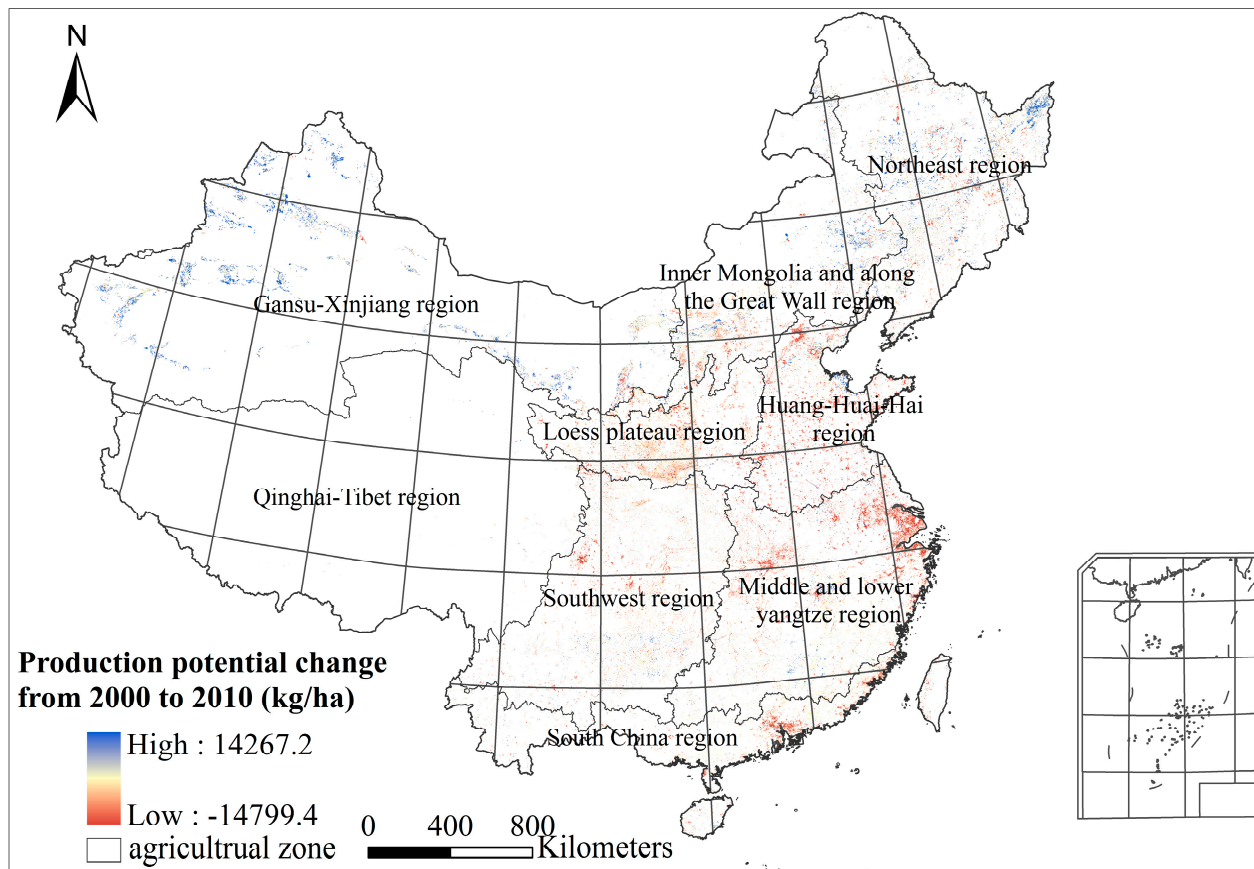 N
Northeast region
Inner Mongolia and along
the Great Wall region
Gansu-Xinjiang region
Huang-Huai-Hai
region
Loess plateau region
Qinghai-Tibet region
Middle and lower
yangtze region
Southwest region
South China region
Production potential change
from 2000 to 2010 (kg/ha)
High : 14267.2
Low : -14799.4
agricultrual zone
0 400 800
Kilometers